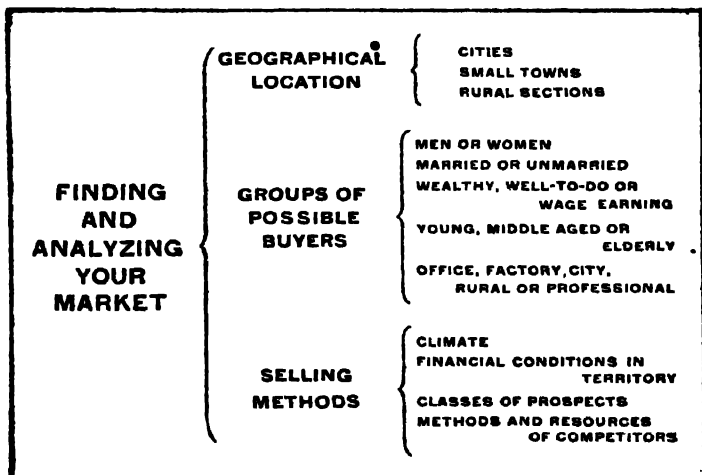 FINDING
AND
ANALYZING
YOUR
MARKET
GEOGRAPHICAL
LOCATION
CITIES
SMALL TOWNS
RURAL SECTIONS
GROUPS OF
POSSIBLE
BUYERS
MEN OR WOMEN
MARRIED OR UNMARRIED
WEALTHY, WELL-TO-DO OR
WAGE EARNING
YOUNG, MIDDLE AGED OR
ELDERLY
OFFICE, FACTORY, CITY,
RURAL OR PROFESSIONAL
SELLING
METHODS
CLIMATE
FINANCIAL CONDITIONS IN
TERRITORY
CLASSES OF PROSPECTS
METHODS AND RESOURCES
OF COMPETITORS